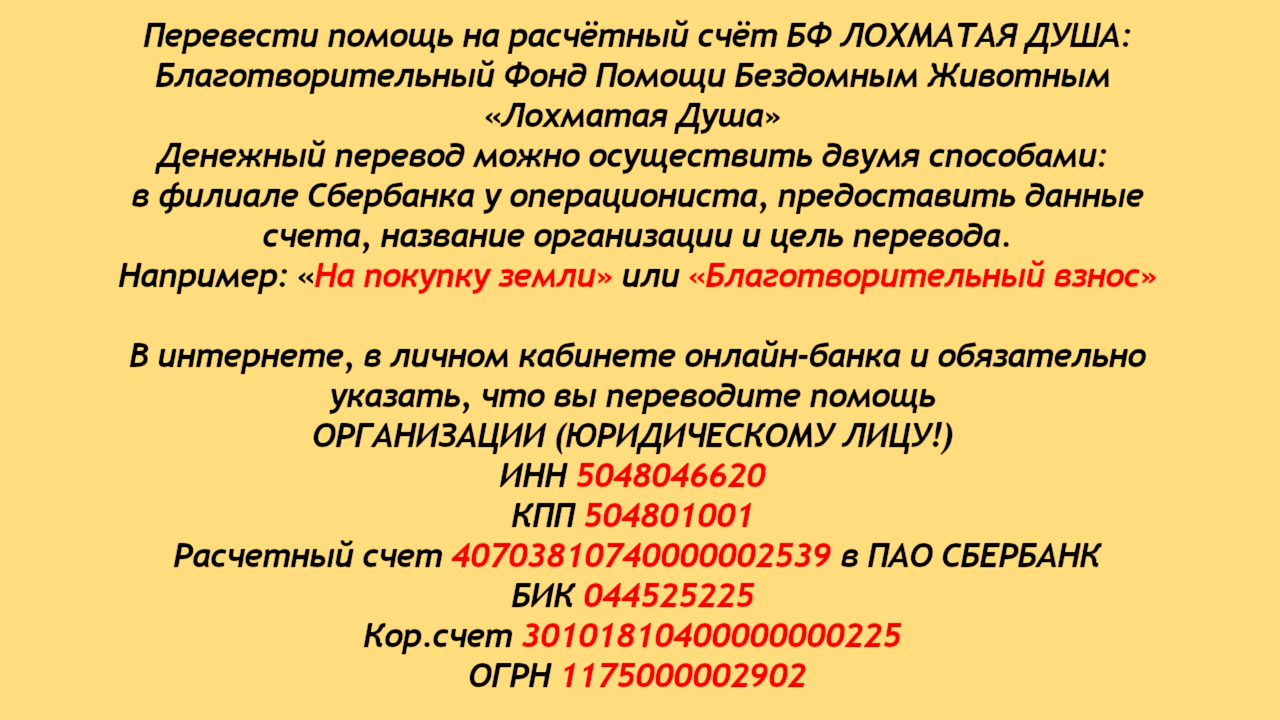 Перевести помощь на расчётный счёт БФ ЛОХМАТАЯ ДУША:
Благотворительный Фонд Помощи Бездомным Животным
«Лохматая Душа»
Денежный перевод можно осуществить двумя способами:
в филиале Сбербанка у операциониста, предоставить данные
счета, название организации и цель перевода.
Например: «На покупку земли» или «Благотворительный взнос»
В интернете, в личном кабинете онлайн-банка и обязательно
указать, что вы переводите помощь
ОРГАНИЗАЦИИ (ЮРИДИЧЕСКОМУ ЛИЦУ!)
ИНН 5048046620
КПП 504801001
Расчетный счет 40703810740000002539 в ПАО СБЕРБАНК
БИК 044525225
Кор.счет 30101810400000000225
ОГРН 1175000002902